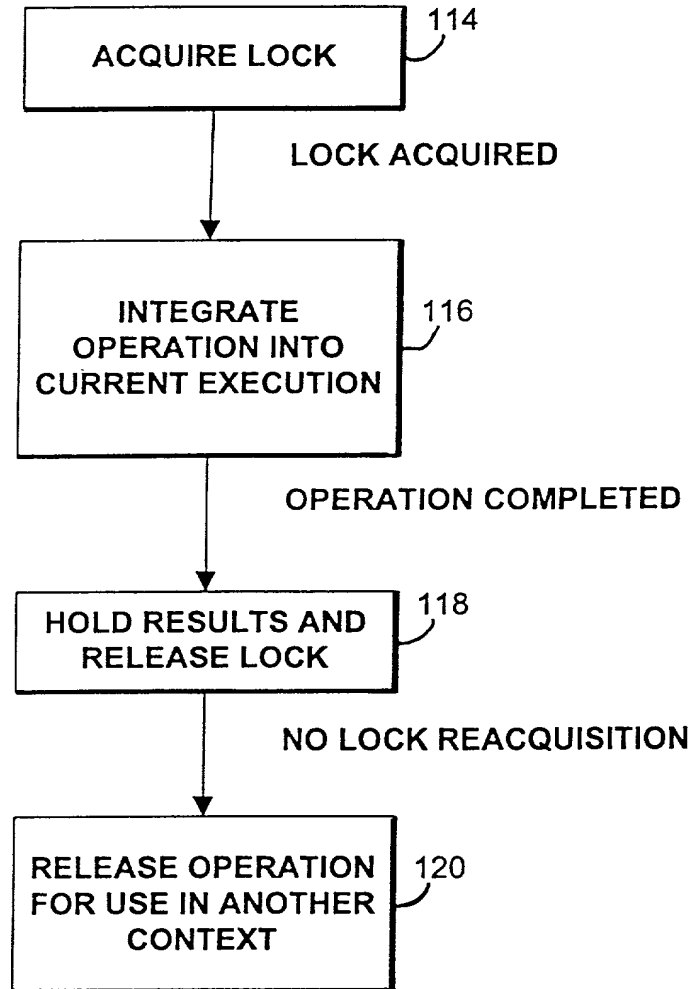 ACQUIRE LOCK
114
LOCK ACQUIRED
INTEGRATE
OPERATION INTO
CURRENT EXECUTION
116
OPERATION COMPLETED
HOLD RESULTS AND
RELEASE LOCK
118
NO LOCK REACQUISITION
RELEASE OPERATION
FOR USE IN ANOTHER
CONTEXT
120